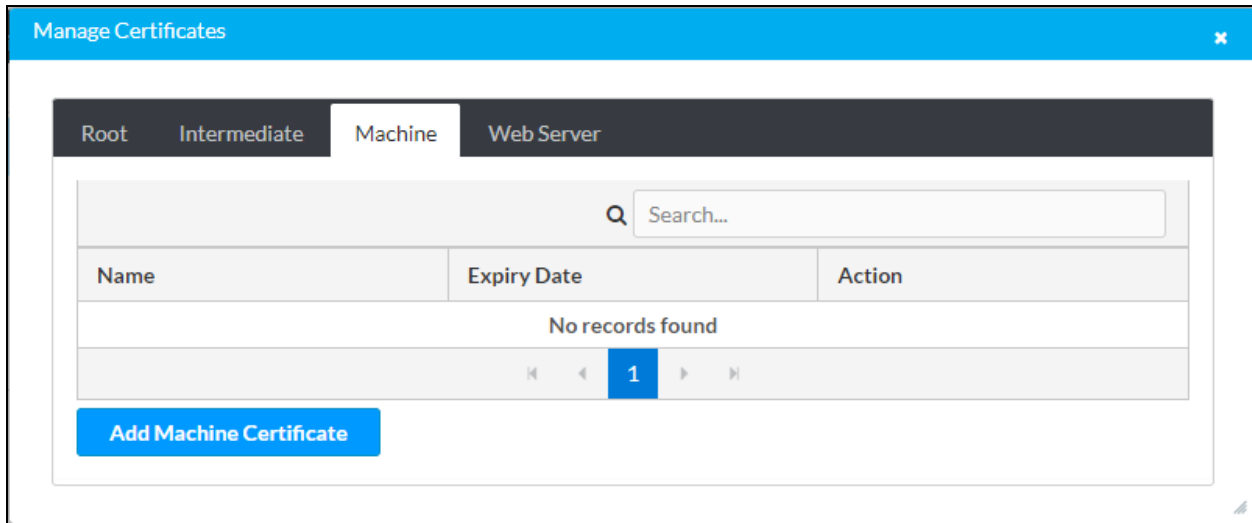 Manage Certificates
Root Intermediate Machine Web Server
Search...
Name Expiry Date Action
No records found
1
Add Machine Certificate